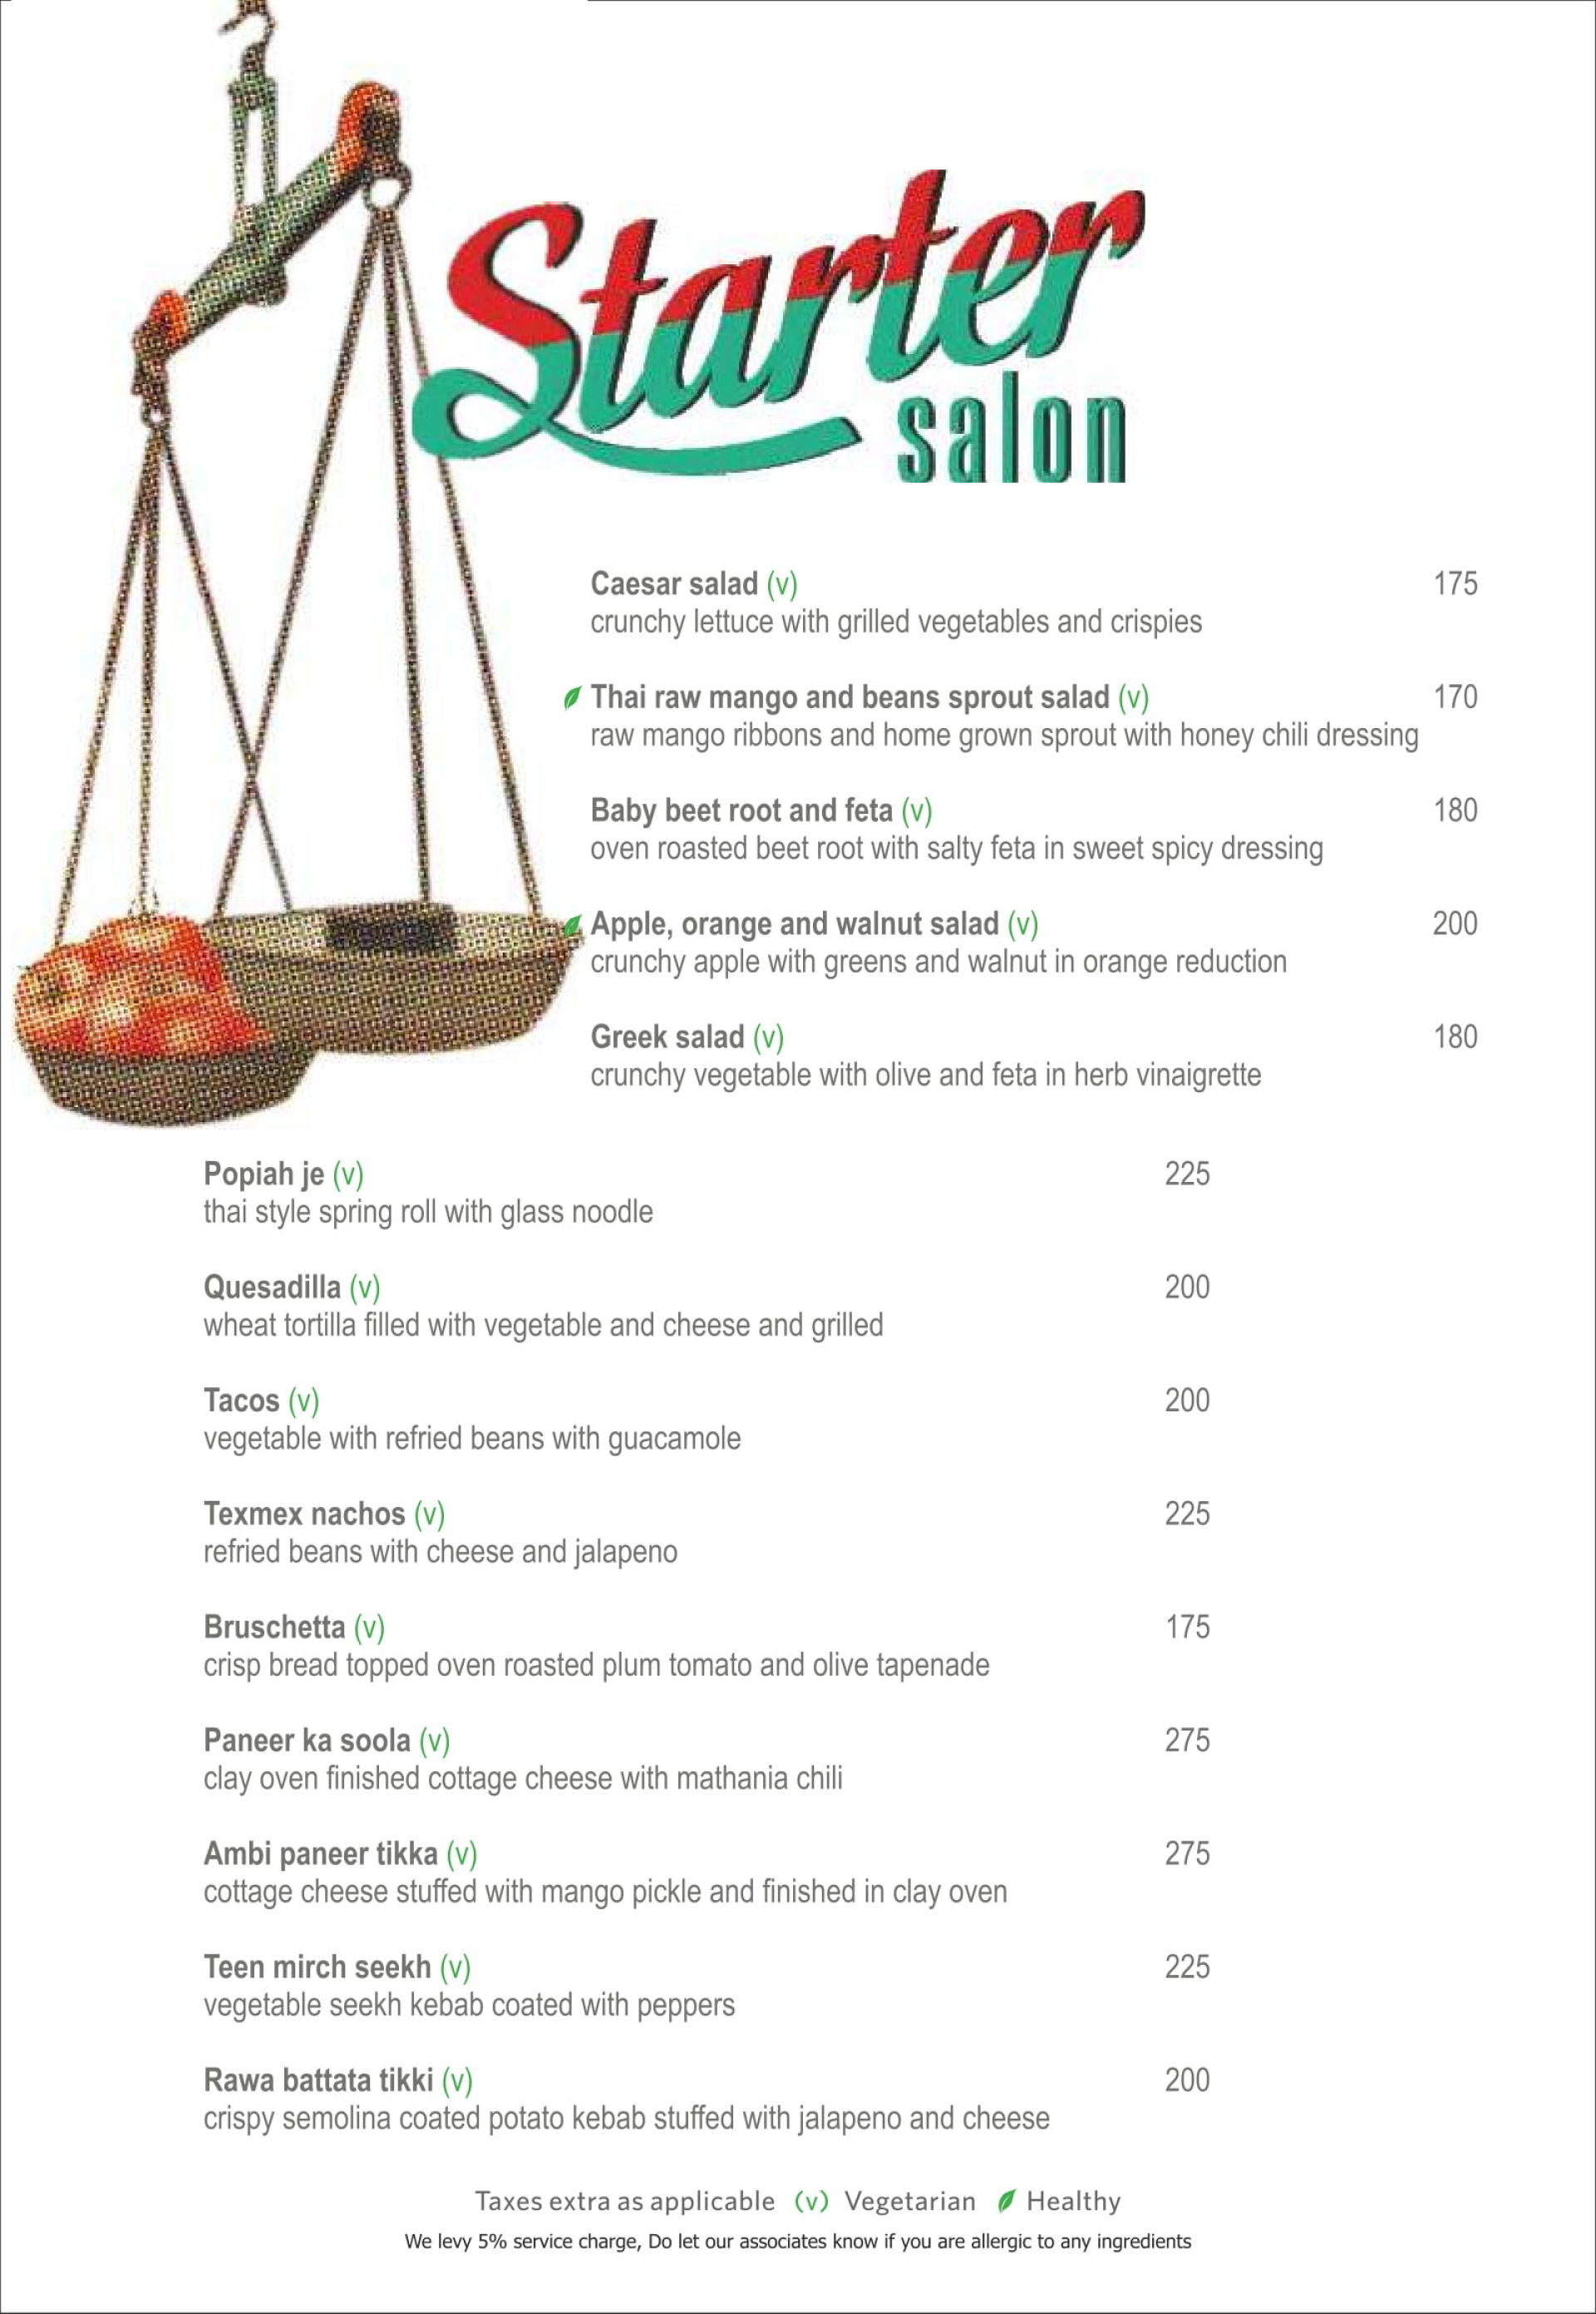 Starter
salon
Caesar salad (v) 175
crunchy lettuce with grilled vegetables and crispies
Thai raw mango and beans sprout salad (v) 170
raw mango ribbons and home grown sprout with honey chili dressing
Baby beet root and feta (v) 180
oven roasted beet root with salty feta in sweet spicy dressing
Apple, orange and walnut salad (v) 200
crunchy apple with greens and walnut in orange reduction
Greek salad (v) 180
crunchy vegetable with olive and feta in herb vinaigrette
Popiah je (v) 225
thai style spring roll with glass noodle
Quesadilla (v) 200
wheat tortilla filled with vegetable and cheese and grilled
Tacos (v) 200
vegetable with refried beans with guacamole
Texmex nachos (v) 225
refried beans with cheese and jalapeno
Bruschetta (v) 175
crisp bread topped oven roasted plum tomato and olive tapenade
Paneer ka soola (v) 275
clay oven finished cottage cheese with mathania chili
Ambi paneer tikka (v) 275
cottage cheese stuffed with mango pickle and finished in clay oven
Teen mirch seekh (v) 225
vegetable seekh kebab coated with peppers
Rawa battata tikki (v) 200
crispy semolina coated potato kebab stuffed with jalapeno and cheese
Taxes extra as applicable (v) Vegetarian Healthy
We levy 5% service charge, Do let our associates know if you are allergic to any ingredients